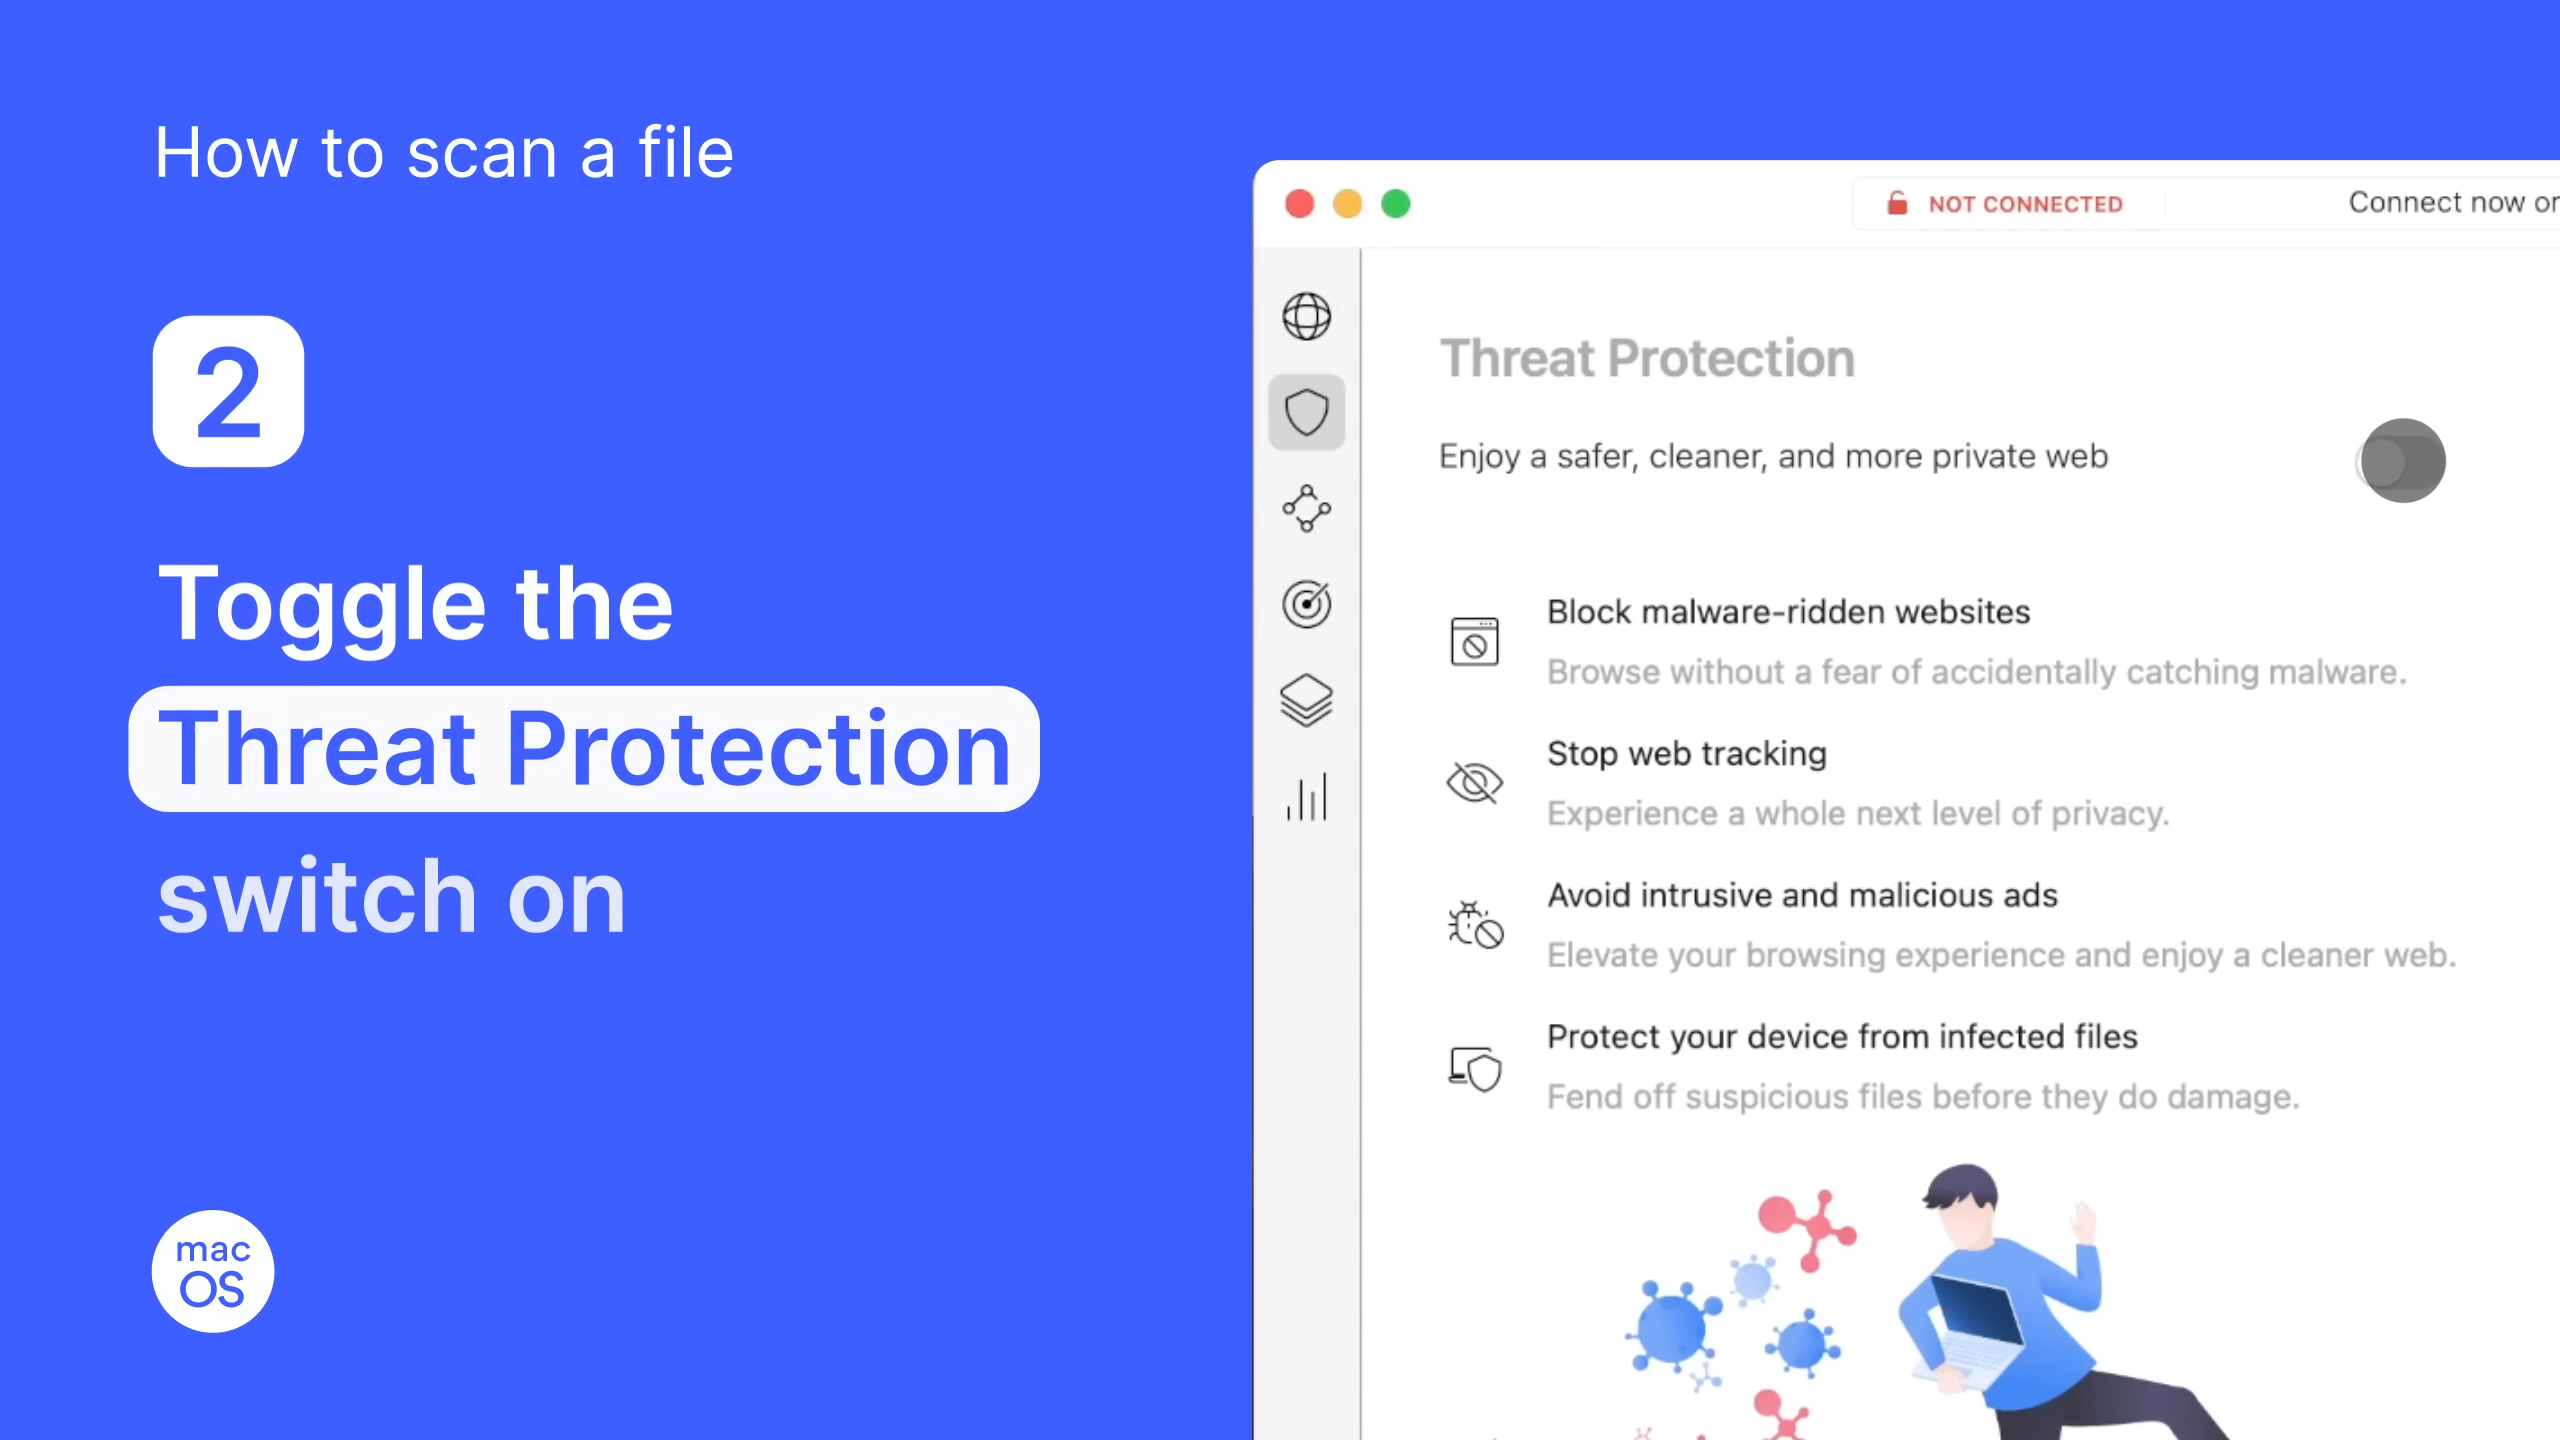 How to scan a file
2
Toggle the
Threat Protection
switch on
mac
OS
NOT CONNECTED
Connect now or
Threat Protection
Enjoy a safer, cleaner, and more private web
Block malware-ridden websites
Browse without a fear of accidentally catching malware.
Stop web tracking
Experience a whole next level of privacy.
Avoid intrusive and malicious ads
Elevate your browsing experience and enjoy a cleaner web.
Protect your device from infected files
Fend off suspicious files before they do damage.